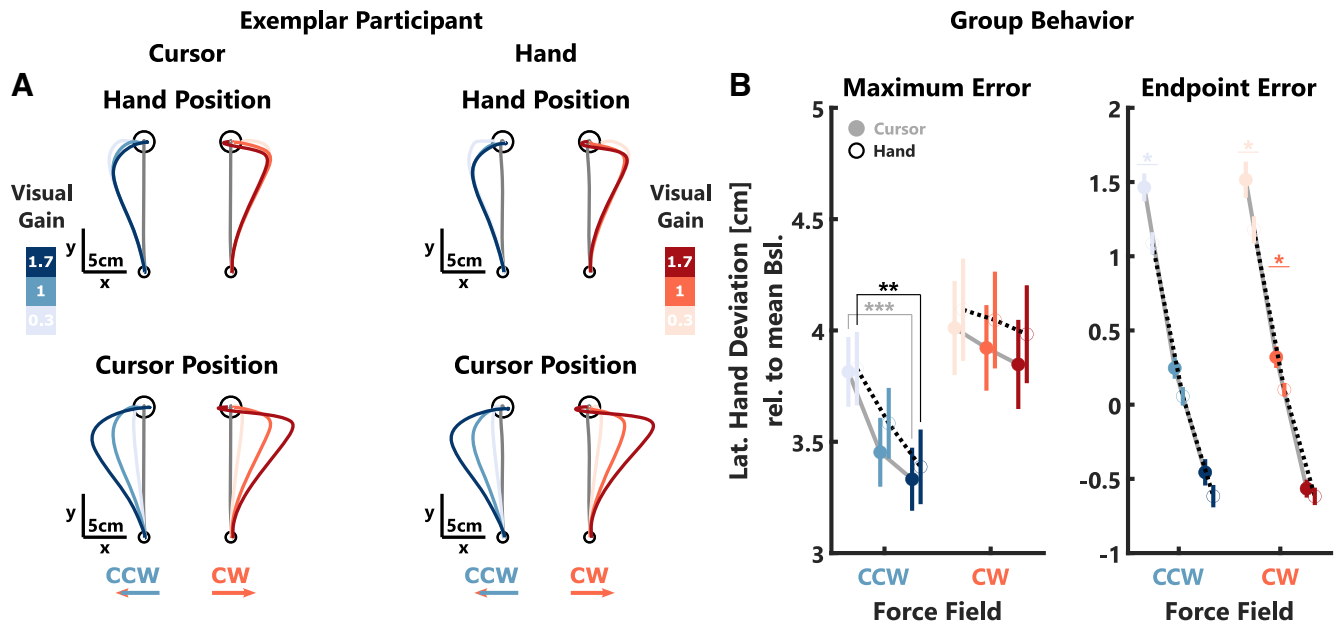 Exemplar Participant
Cursor
Hand
A
Hand Position
Hand Position
Visual
Gain
1.7
1
0.3
y
5cm
x
y
5cm
x
Visual
Gain
1.7
1
0.3
Cursor Position
Cursor Position
y
5cm
x
y
5cm
x
CCW
CW
CCW
CW
Group Behavior
B
Maximum Error
Lat. Hand Deviation [cm]
rel. to mean Bsl.
5
4.5
4
3.5
3
Cursor
Hand
**
***
CCW
CW
Force Field
Endpoint Error
2
1.5
1
0.5
0
-0.5
-1
*
*
*
CCW
CW
Force Field